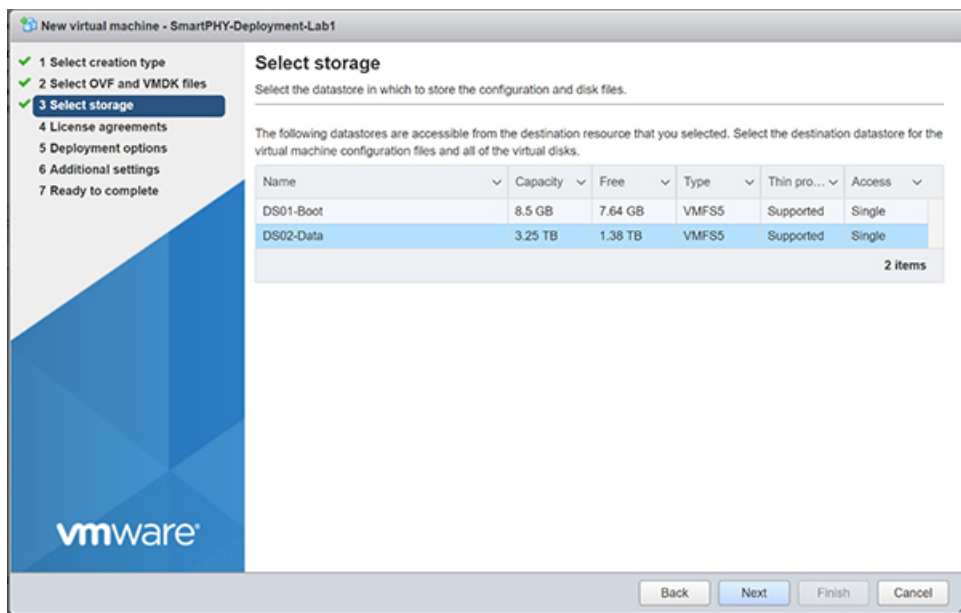 New virtual machine - SmartPHY-Deployment-Lab1
1 Select creation type
2 Select OVF and VMDK files
3 Select storage
4 License agreements
5 Deployment options
6 Additional settings
7 Ready to complete
vmware®
Select storage
Select the datastore in which to store the configuration and disk files.
The following datastores are accessible from the destination resource that you selected. Select the destination datastore for the
virtual machine configuration files and all of the virtual disks.
Name Capacity Free Type Thin pro... Access
DS01-Boot 8.5 GB 7.64 GB VMFS5 Supported Single
DS02-Data 3.25 TB 1.38 TB VMFS5 Supported Single
2 items
Back Next Finish Cancel